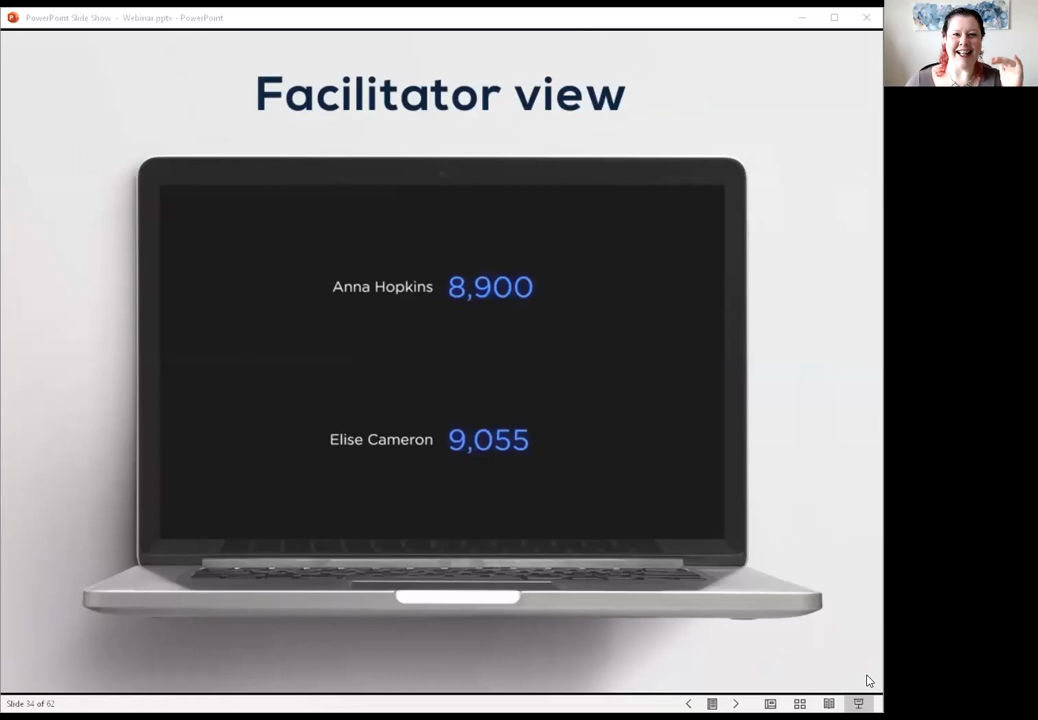 PowerPoint Slide Show - Webinar.pptx - PowerPoint
Facilitator view
Anna Hopkins 8,900
Elise Cameron 9,055
Slide 34 of 62